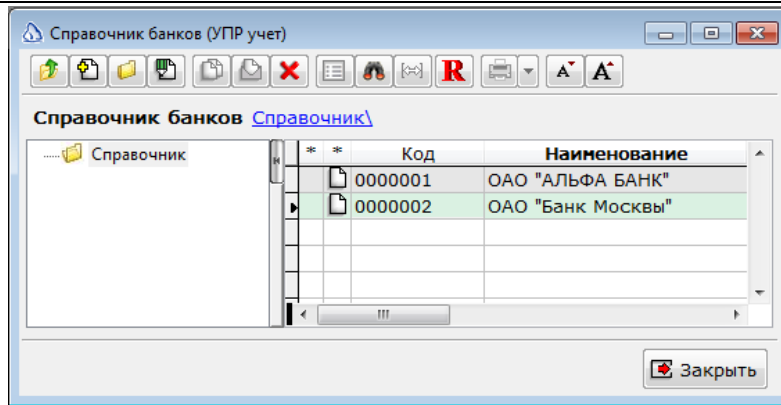 Справочник банков (УПР учет)
R A A
Справочник банков Справочник\
Справочник
* * Код Наименование
0000001 ОАО "АЛЬФА БАНК"
0000002 ОАО "Банк Москвы"
Закрыть